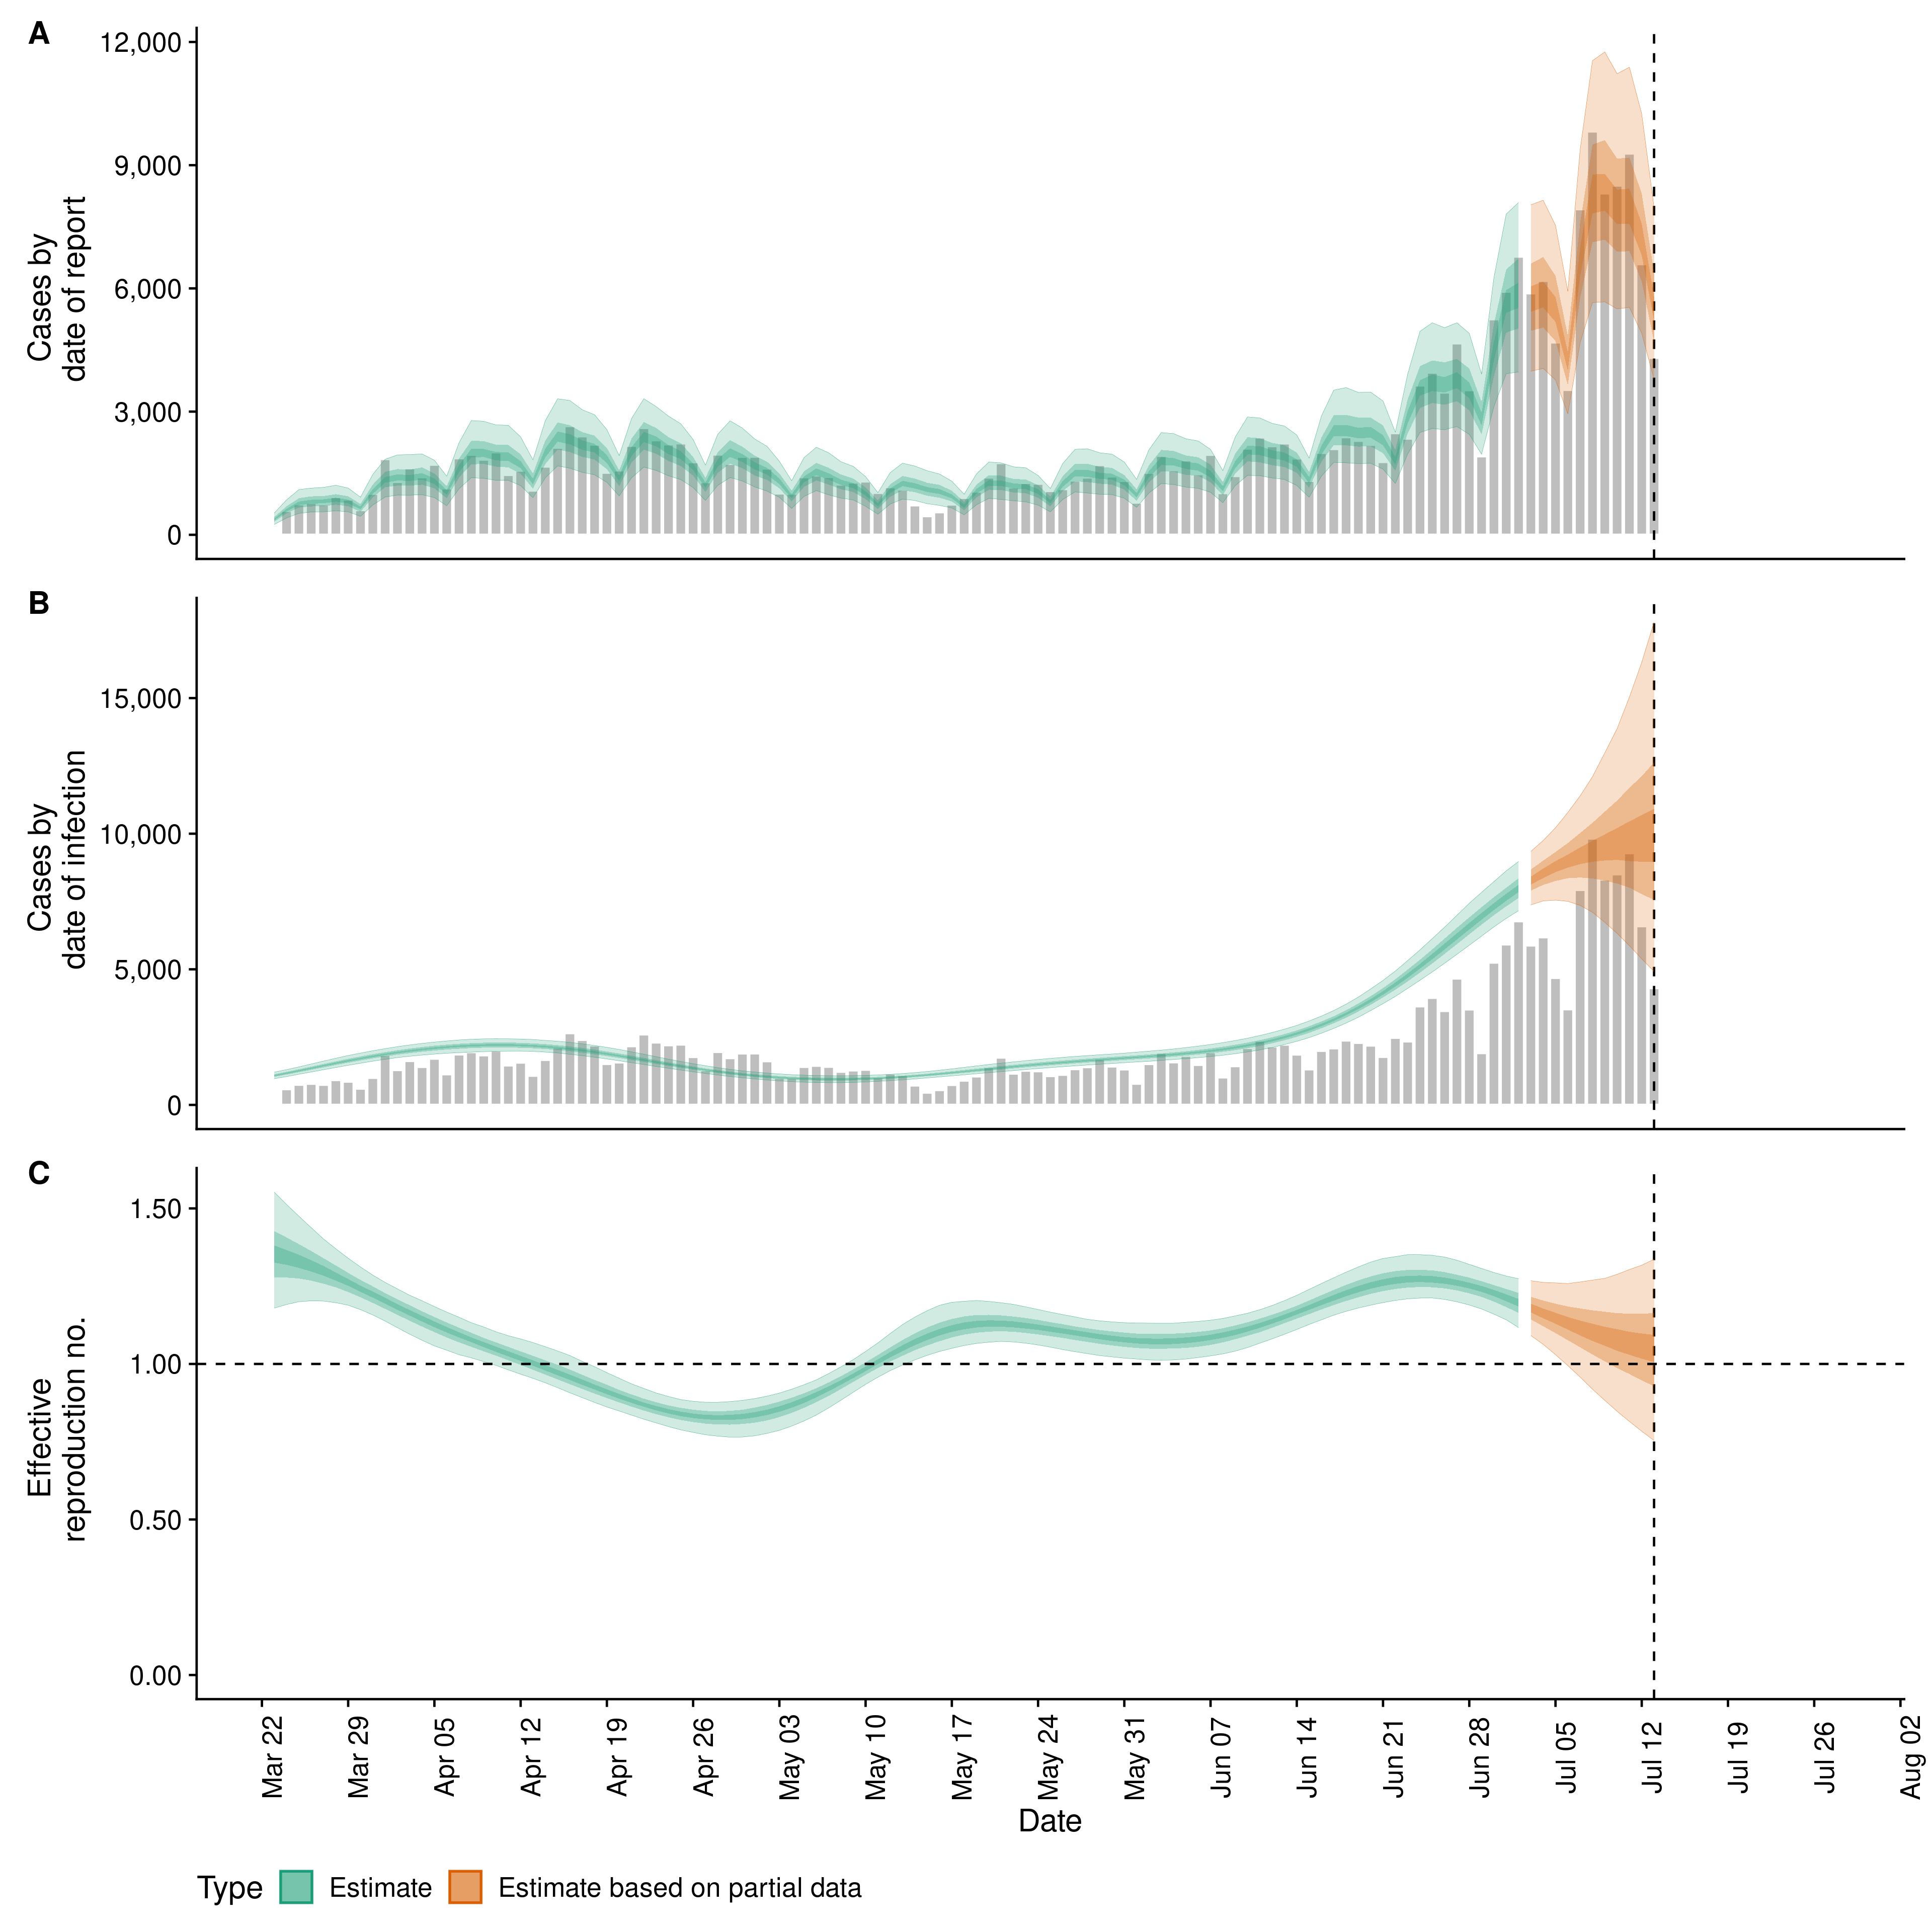 A
12,000
9,000
6,000
3,000
0
Cases by
date of report
B
15,000
10,000
5,000
0
Cases by
date of infection
C
1.50
1.00
0.50
0.00
Effective
reproduction no.
Mar 22
Mar 29
Apr 05
Apr 12
Apr 19
Apr 26
May 03
May 10
May 17
May 24
May 31
Jun 07
Jun 14
Jun 21
Jun 28
Jul 05
Jul 12
Jul 19
Jul 26
Aug 02
Date
Type Estimate Estimate based on partial data